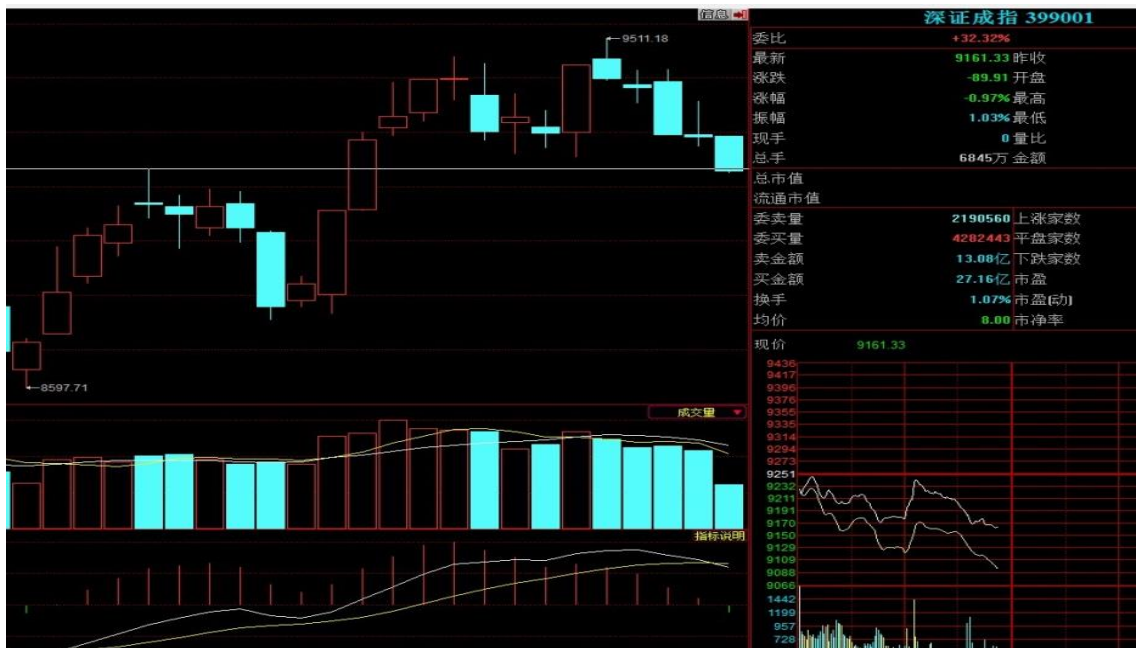 信息
9511.18
8597.71
成交量
指标说明
深证成指 399001
委比 +32.32%
最新 9161.33 昨收
涨跌 -89.91 开盘
涨幅 -0.97% 最高
振幅 1.03% 最低
现手 0 量比
总手 6845万 金额
总市值
流通市值
委卖量 2190560 上涨家数
委买量 4282443 平盘家数
卖金额 13.08亿 下跌家数
买金额 27.16亿 市盈
换手 1.07% 市盈(动)
均价 8.00 市净率
现价 9161.33
9436
9417
9396
9376
9355
9335
9314
9294
9273
9251
9232
9211
9191
9170
9150
9129
9109
9088
9066
1442
1199
957
728